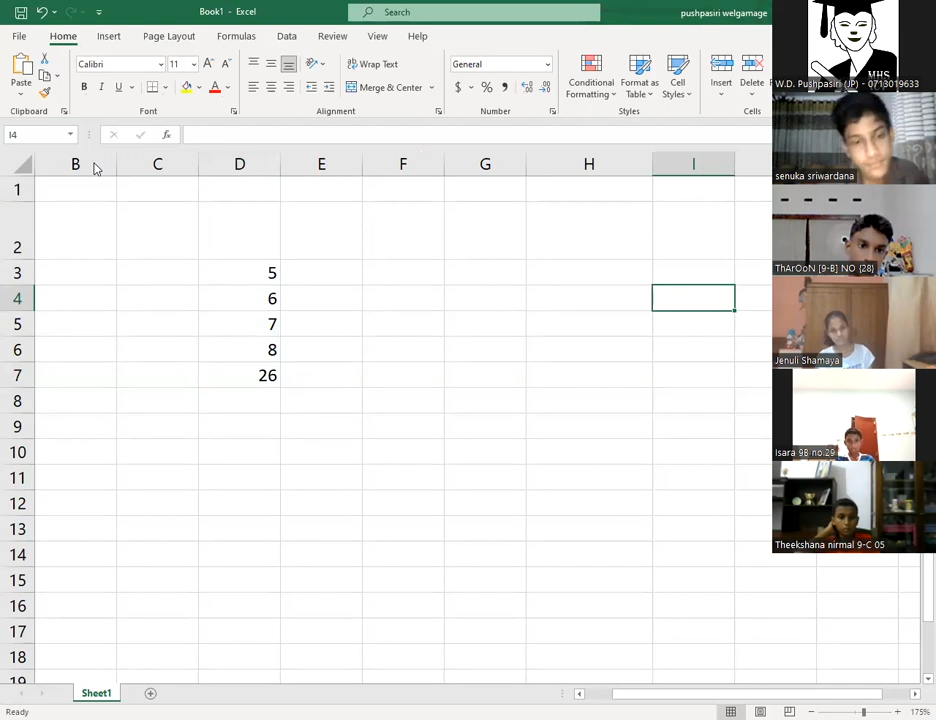 Book1 - Excel
Search
pushpasiri welgamage
File Home Insert Page Layout Formulas Data Review View Help
Paste
Calibri 11 A A
Wrap Text
General
B I U A
Merge & Center
$ % ,
Conditional Formatting
Format as Table
Cell Styles
Insert
Delete
Clipboard Font Alignment Number Styles Cells
I4 fx
B C D E F G H I
1
2
3 5
4 6
5 7
6 8
7 26
8
9
10
11
12
13
14
15
16
17
18
19
Sheet1
Ready
175%
MHS
W.D. Pushpasiri (JP) - 0713019633
senuka sriwardana
ThArOoN [9-B] NO (28)
Jenuli Shamaya
Isara 9B no.29
Theekshana nirmal 9-C 05